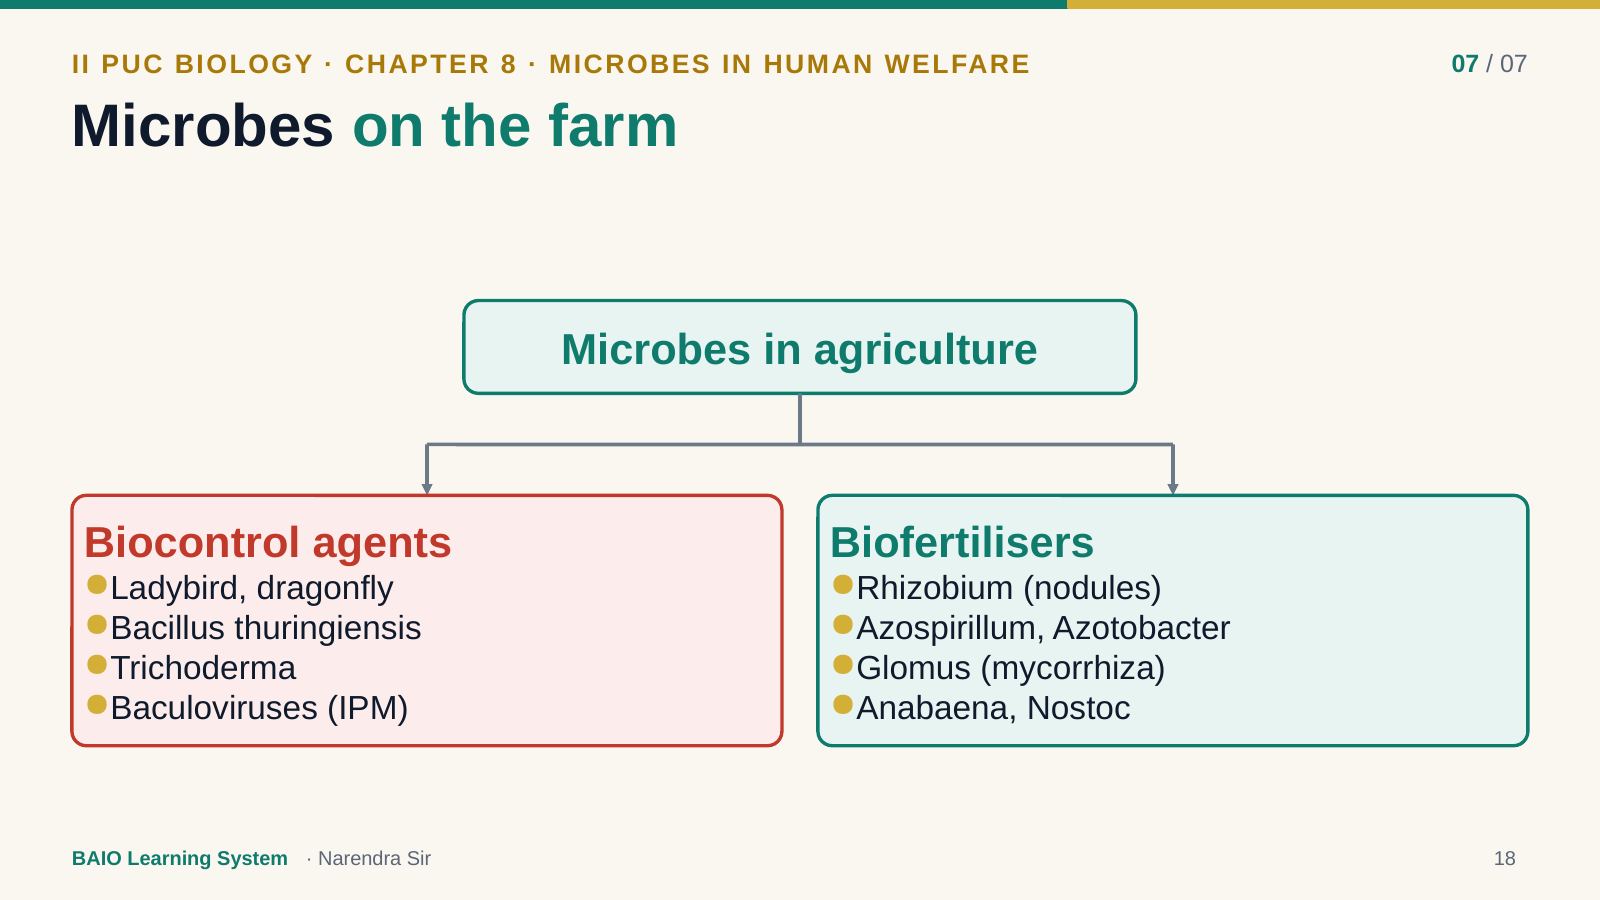 II PUC BIOLOGY · CHAPTER 8 · MICROBES IN HUMAN WELFARE
07 / 07
Microbes on the farm
Microbes in agriculture
Biocontrol agents
Ladybird, dragonfly
Bacillus thuringiensis
Trichoderma
Baculoviruses (IPM)
Biofertilisers
Rhizobium (nodules)
Azospirillum, Azotobacter
Glomus (mycorrhiza)
Anabaena, Nostoc
BAIO Learning System · Narendra Sir
18